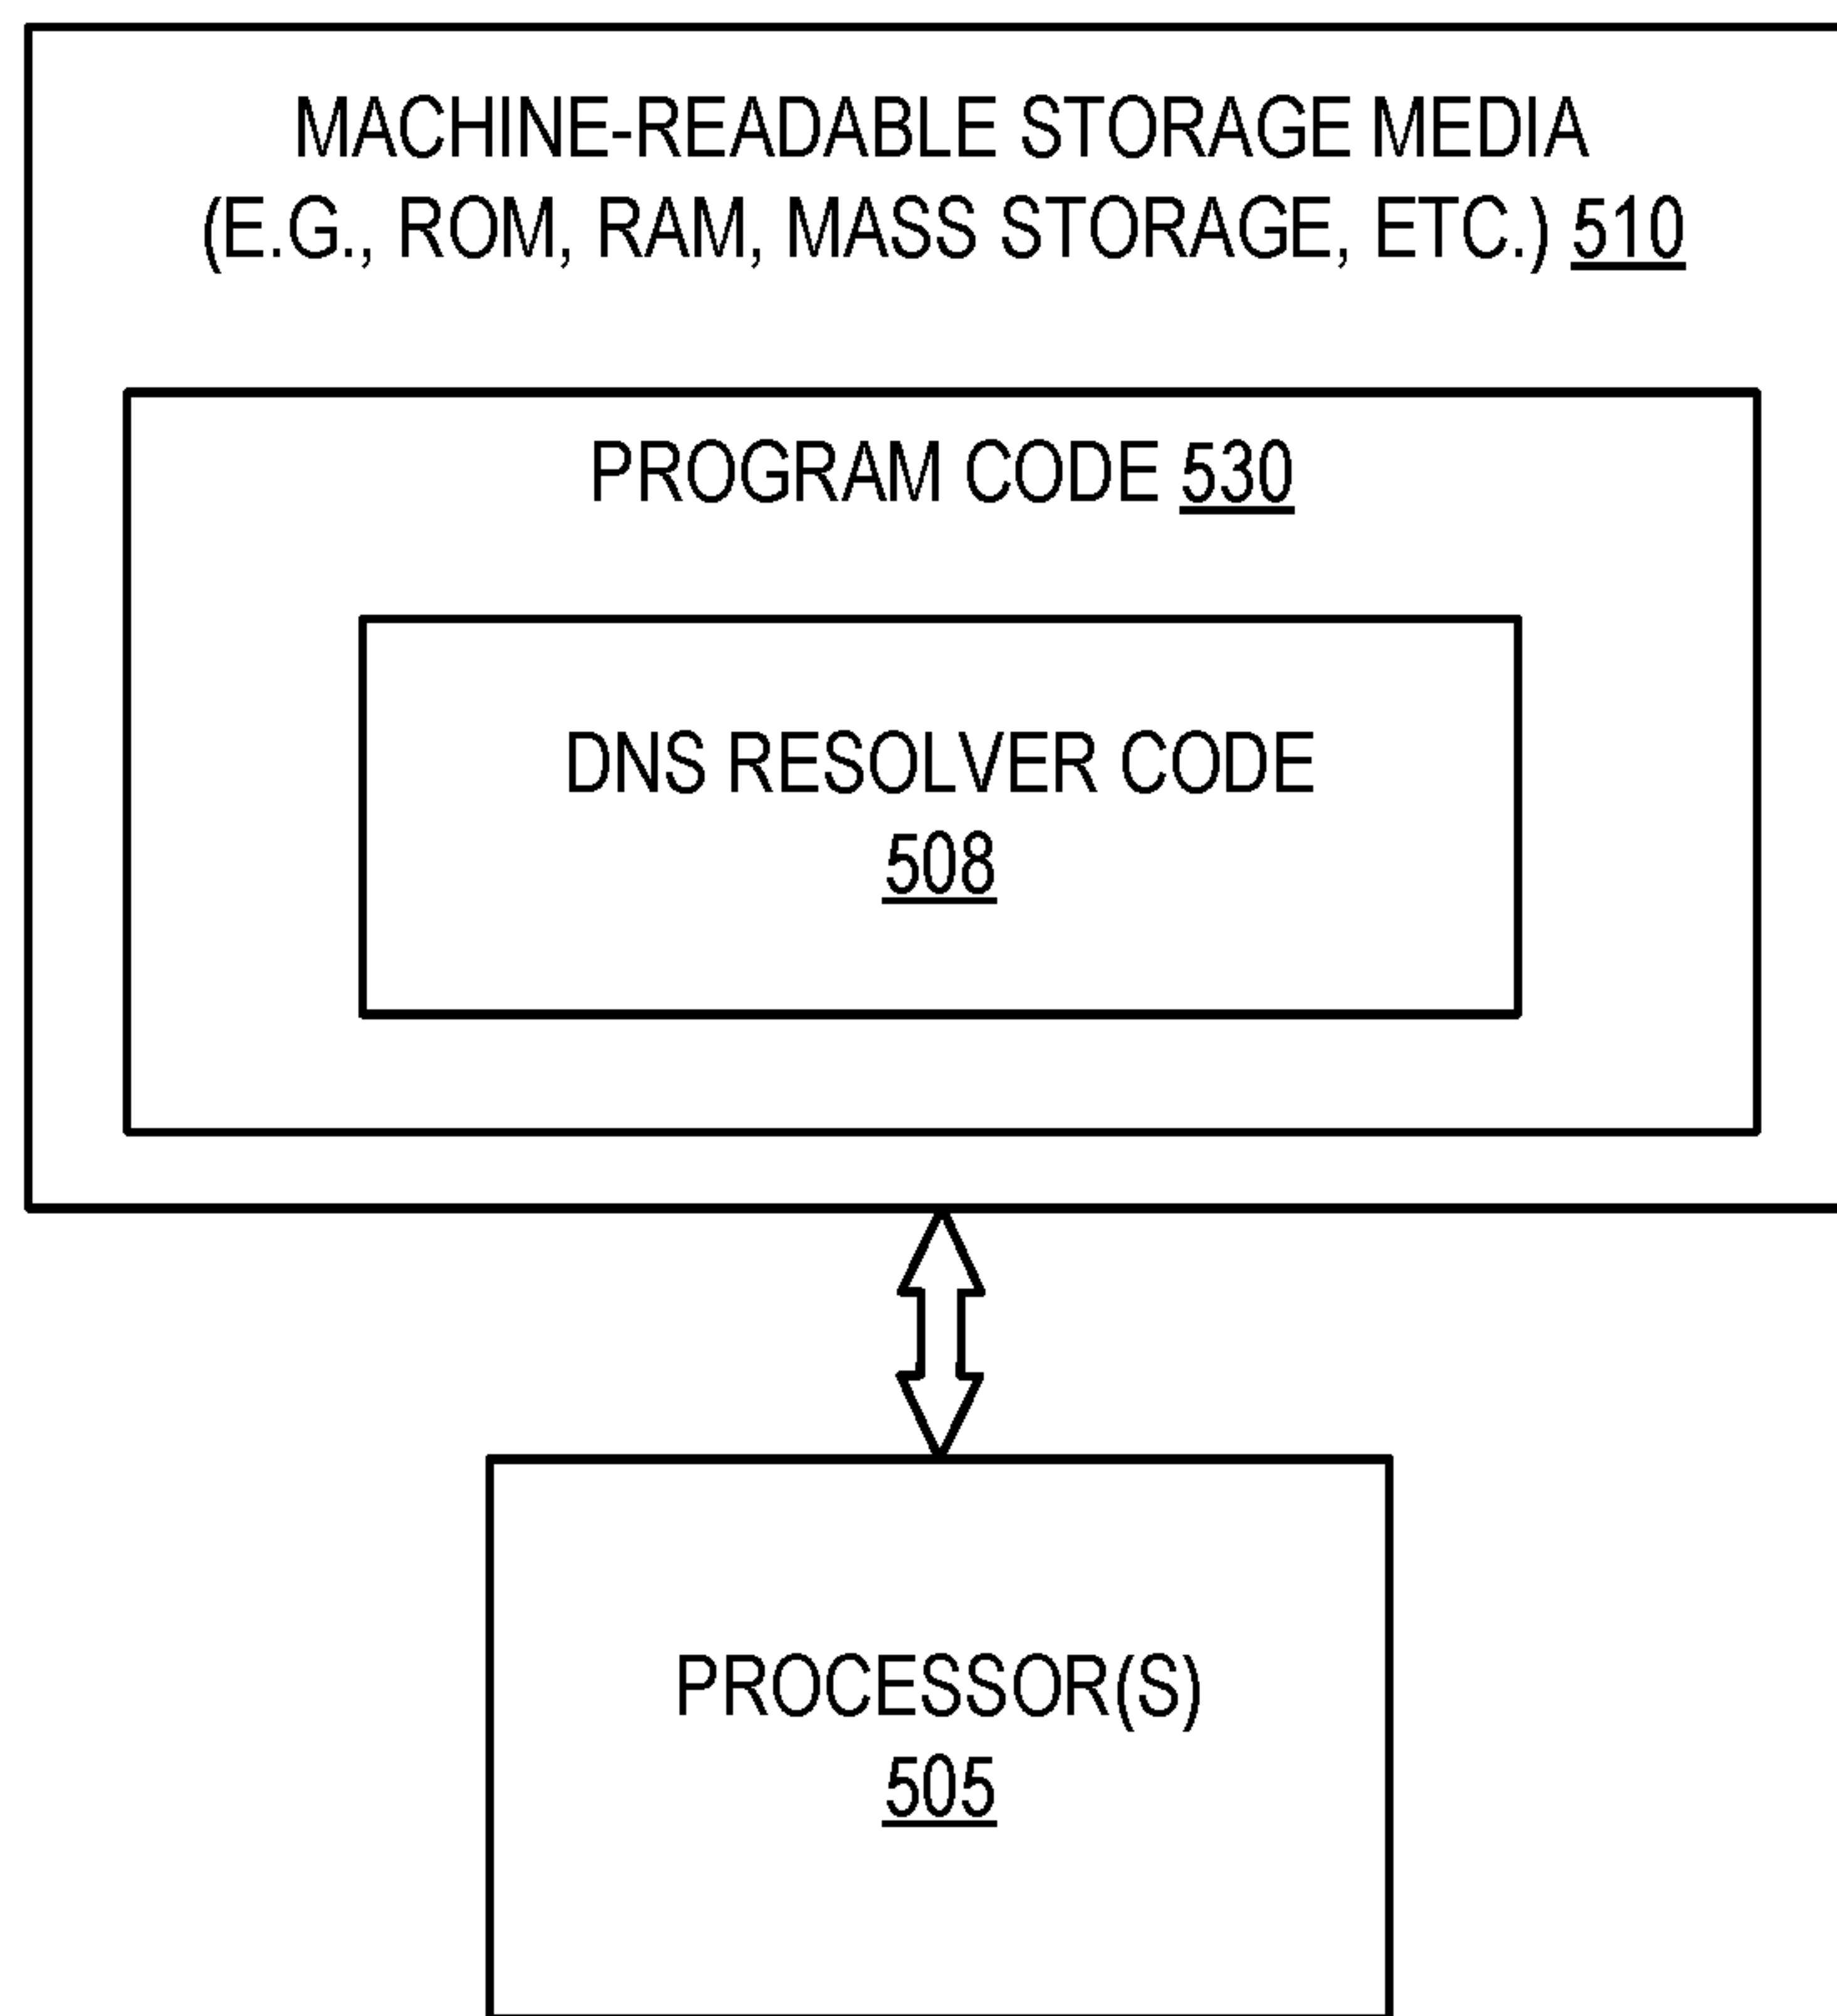 MACHINE-READABLE STORAGE MEDIA
(E.G., ROM, RAM, MASS STORAGE, ETC.) 510
PROGRAM CODE 530
DNS RESOLVER CODE
508
PROCESSOR(S)
505